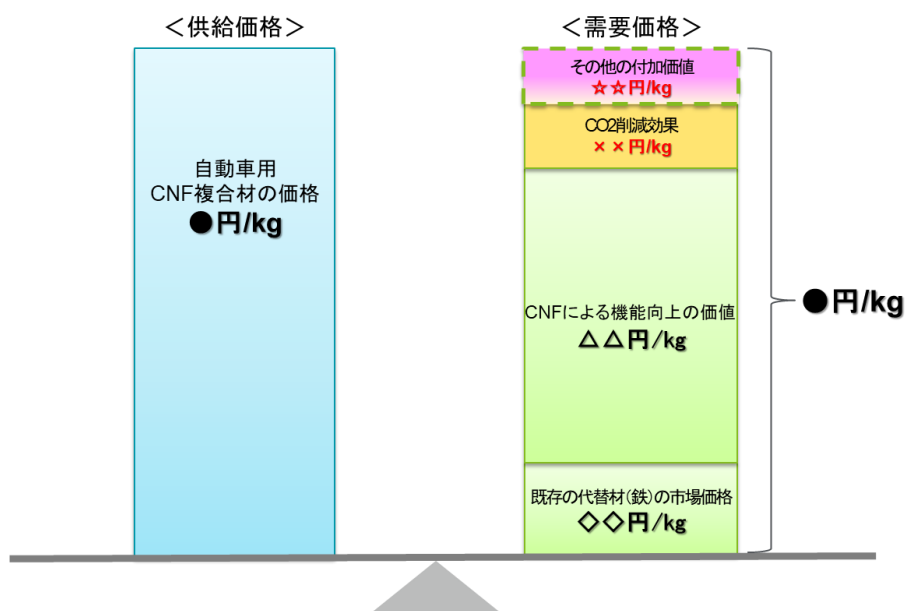 ＜供給価格＞
自動車用
CNF複合材の価格
●円/kg
＜需要価格＞
その他の付加価値
☆☆円/kg
CO2削減効果
××円/kg
CNFによる機能向上の価値
△△円/kg
既存の代替材（鉄）の市場価格
◇◇円/kg
●円/kg